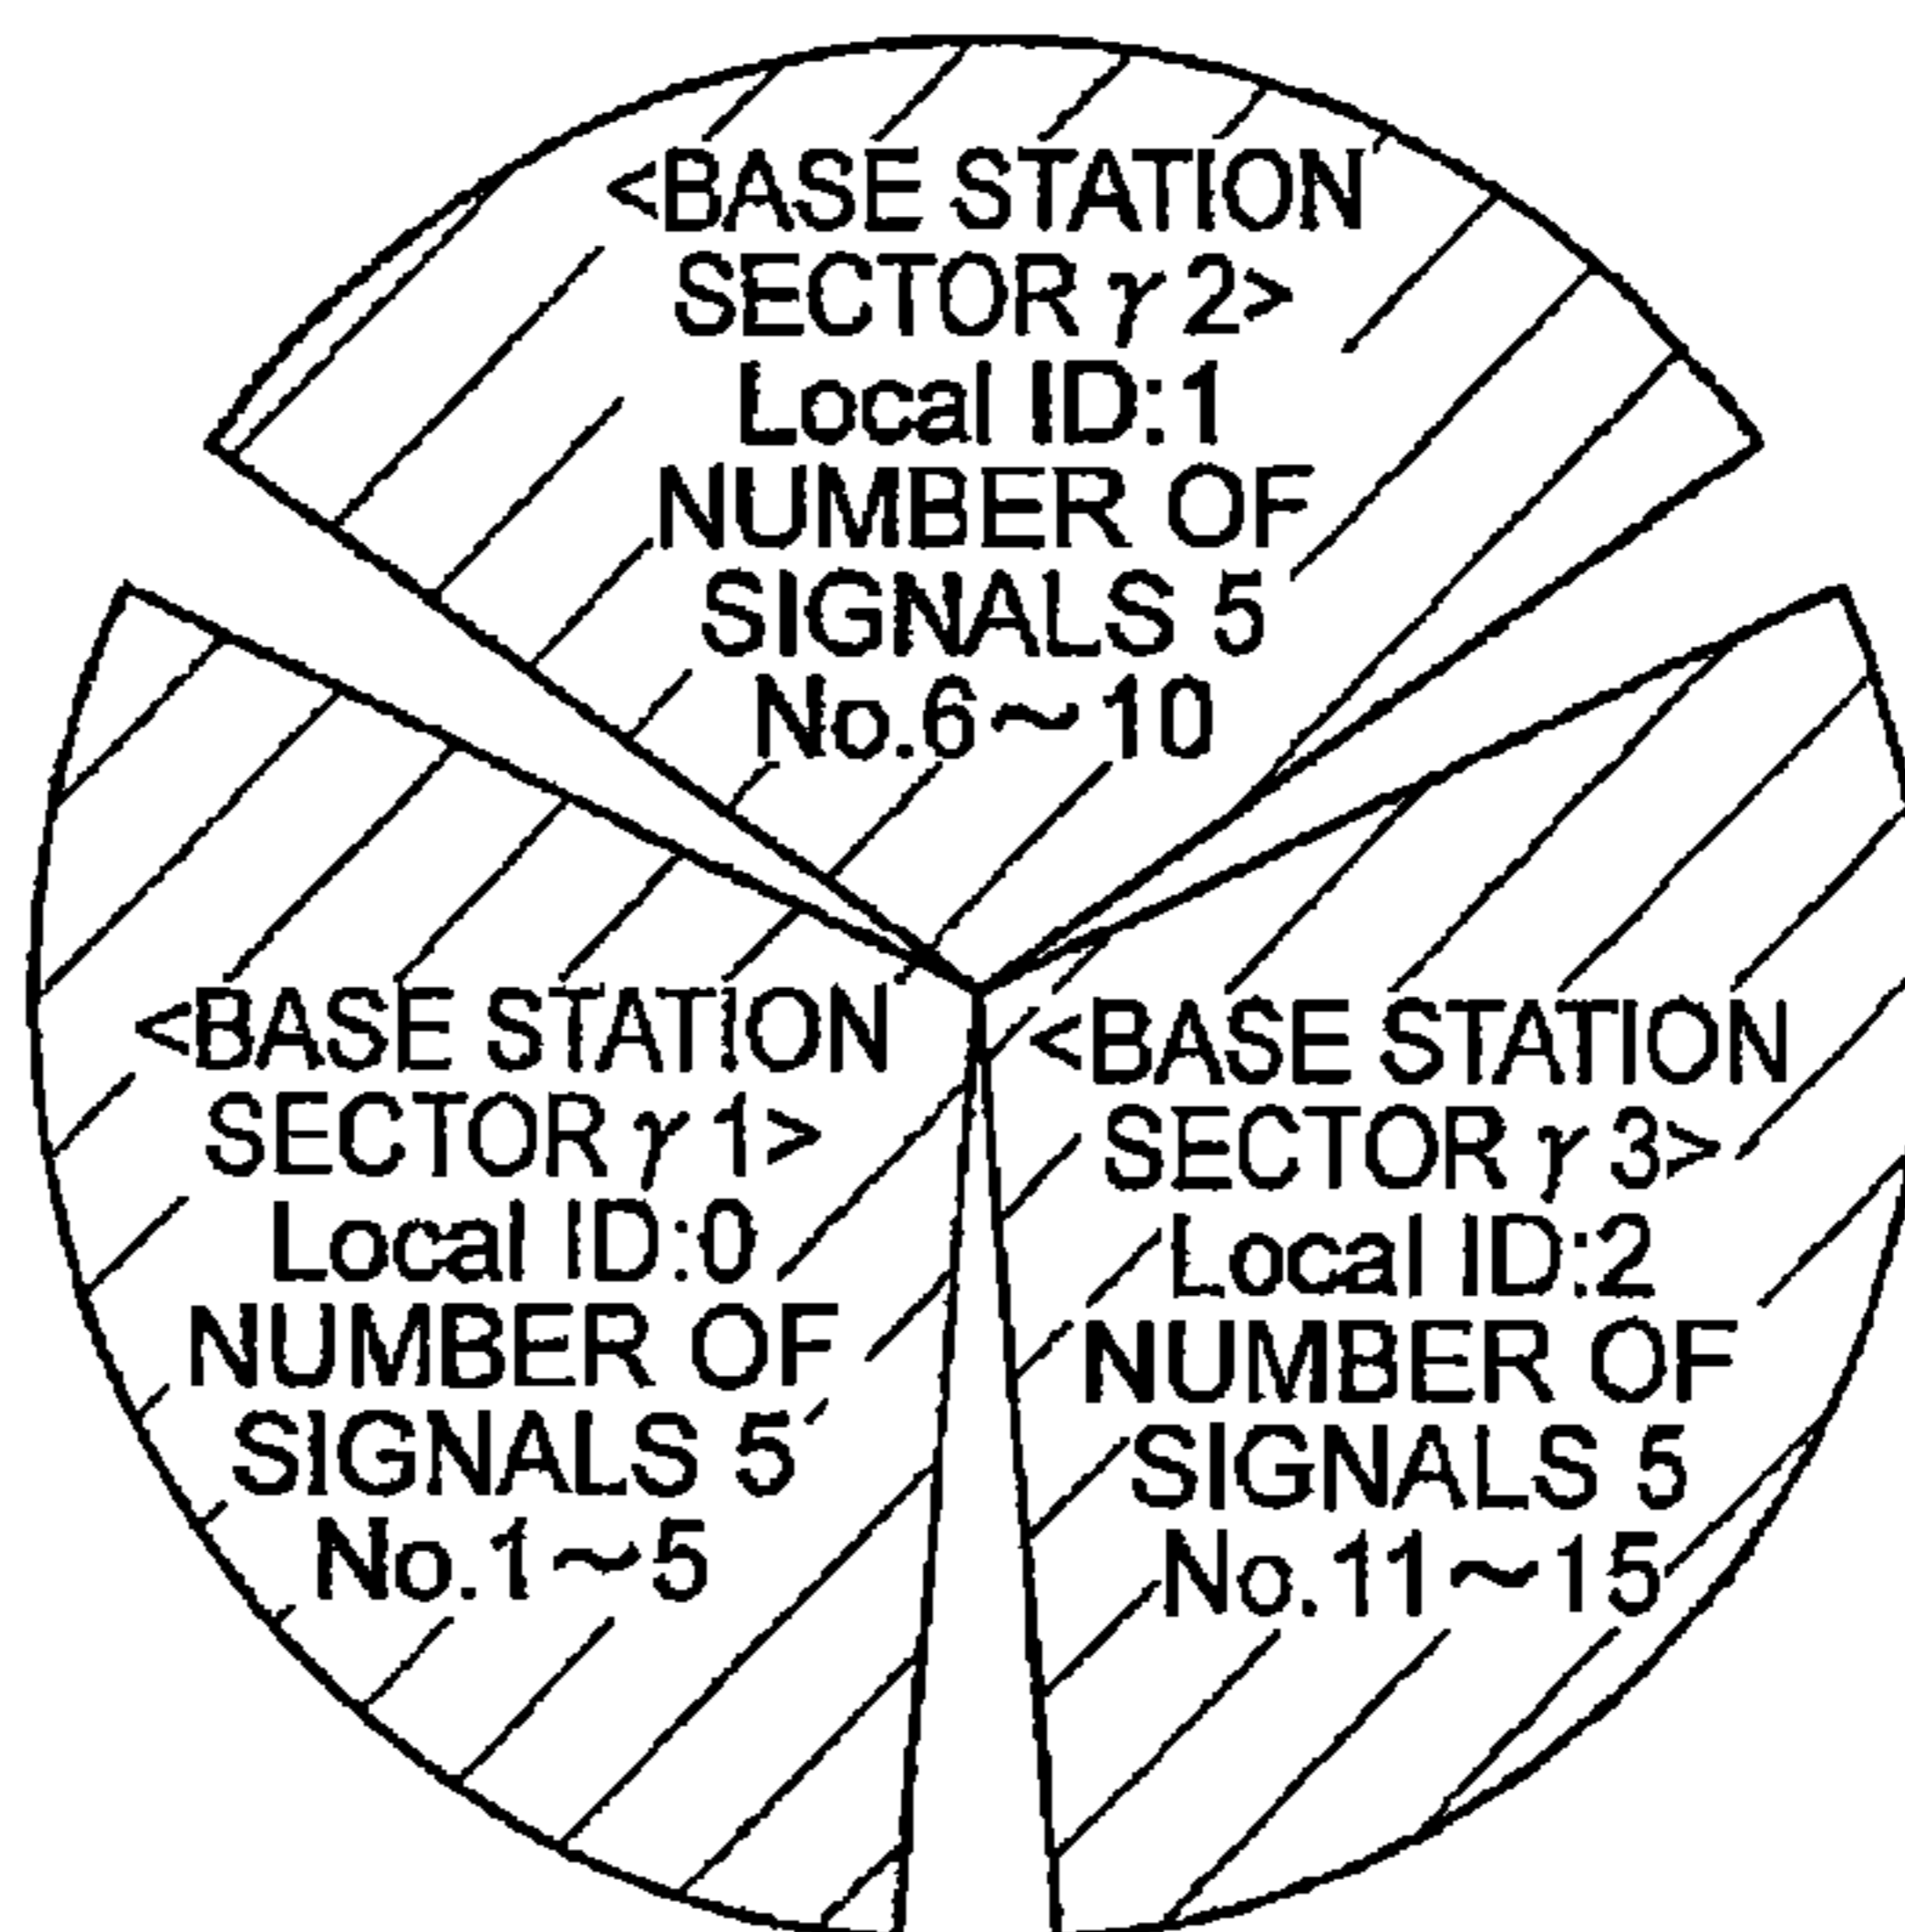 <BASE STATION
SECTOR γ 2>
Local ID:1
NUMBER OF
SIGNALS 5
No.6～10
<BASE STATION
SECTOR γ 1>
Local ID:0
NUMBER OF
SIGNALS 5
No.1～5
<BASE STATION
SECTOR γ 3>
Local ID:2
NUMBER OF
SIGNALS 5
No.11～15